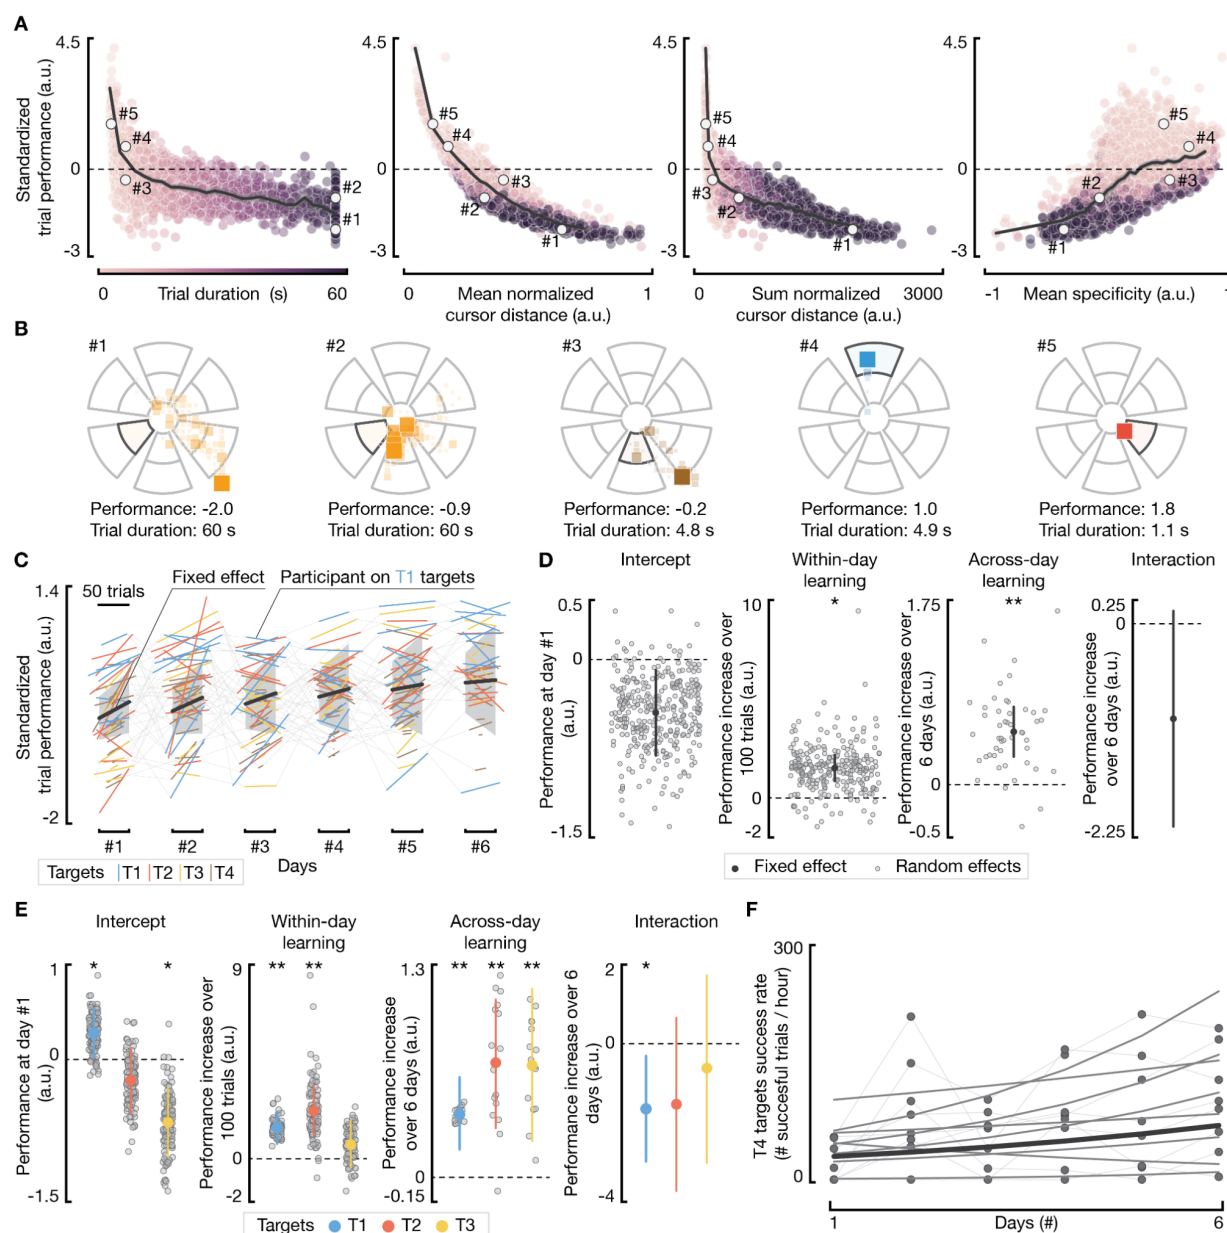 A
Standardized
trial performance (a.u.)
4.5
0
-3
#5
#4
#3
#2
#1
0 Trial duration (s) 60
4.5
0
-3
#5
#4
#3
#2
#1
0 Mean normalized 1
cursor distance (a.u.)
4.5
0
-3
#5
#4
#3
#2
#1
0 Sum normalized 3000
cursor distance (a.u.)
4.5
0
-3
#5
#4
#3
#2
#1
-1 Mean specificity (a.u.) 1
B
#1
Performance: -2.0
Trial duration: 60 s
#2
Performance: -0.9
Trial duration: 60 s
#3
Performance: -0.2
Trial duration: 4.8 s
#4
Performance: 1.0
Trial duration: 4.9 s
#5
Performance: 1.8
Trial duration: 1.1 s
C
Fixed effect
Participant on T1 targets
50 trials
Standardized
trial performance (a.u.)
1.4
-2
#1 #2 #3 #4 #5 #6
Days
Targets T1 T2 T3 T4
D
Intercept
Performance at day #1
(a.u.)
0.5
0
-1.5
Within-day
learning
*
Performance increase over
100 trials (a.u.)
10
0
-2
Across-day
learning
**
Performance increase over
6 days (a.u.)
1.75
0
-0.5
Interaction
Performance increase
over 6 days (a.u.)
0.25
0
-2.25
Fixed effect Random effects
E
Intercept
* *
Performance at day #1
(a.u.)
1
0
-1.5
Within-day
learning
** **
Performance increase over
100 trials (a.u.)
9
0
-2
Across-day
learning
** ** **
Performance increase
over 6 days (a.u.)
1.3
0
-0.15
Interaction
*
Performance increase over 6
days (a.u.)
2
0
-4
Targets T1 T2 T3
F
T4 targets success rate
(# succesful trials / hour)
300
0
1 Days (#) 6